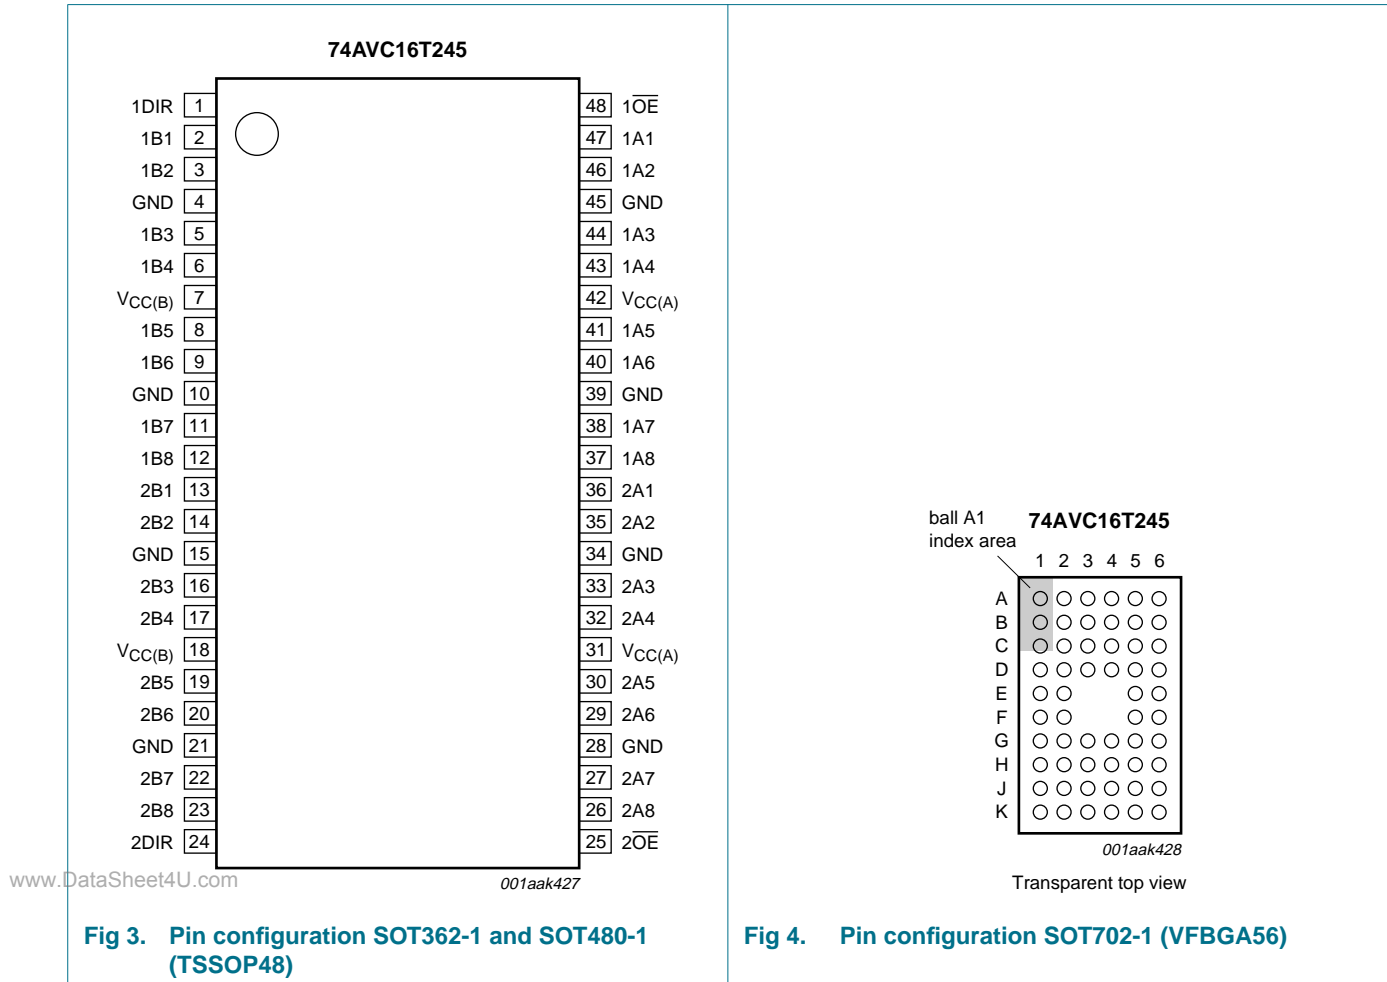 74AVC16T245
1DIR 1 48 1O̅E̅
1B1 2 47 1A1
1B2 3 46 1A2
GND 4 45 GND
1B3 5 44 1A3
1B4 6 43 1A4
VCC(B) 7 42 VCC(A)
1B5 8 41 1A5
1B6 9 40 1A6
GND 10 39 GND
1B7 11 38 1A7
1B8 12 37 1A8
2B1 13 36 2A1
2B2 14 35 2A2
GND 15 34 GND
2B3 16 33 2A3
2B4 17 32 2A4
VCC(B) 18 31 VCC(A)
2B5 19 30 2A5
2B6 20 29 2A6
GND 21 28 GND
2B7 22 27 2A7
2B8 23 26 2A8
2DIR 24 25 2O̅E̅
www.DataSheet4U.com
001aak427
Fig 3. Pin configuration SOT362-1 and SOT480-1
(TSSOP48)
ball A1
index area
74AVC16T245
1 2 3 4 5 6
A
B
C
D
E
F
G
H
J
K
001aak428
Transparent top view
Fig 4. Pin configuration SOT702-1 (VFBGA56)